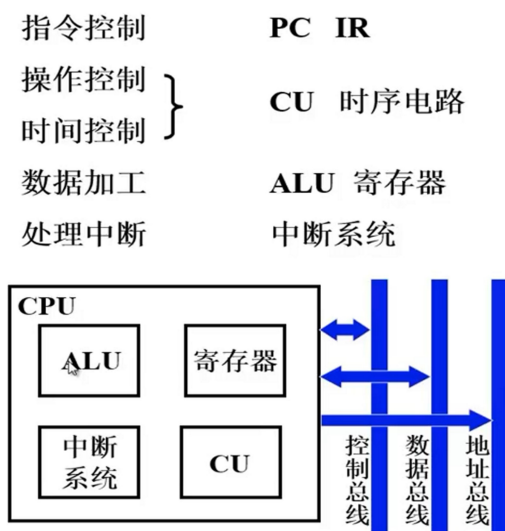 指令控制 PC IR
操作控制
时间控制
CU 时序电路
数据加工 ALU 寄存器
处理中断 中断系统
CPU
ALU 寄存器
中断
系统
CU
控制总线
数据总线
地址总线